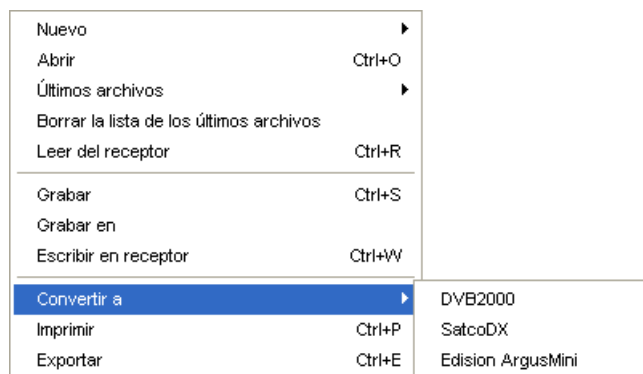 Nuevo
Abrir Ctrl+O
Últimos archivos
Borrar la lista de los últimos archivos
Leer del receptor Ctrl+R
Grabar Ctrl+S
Grabar en
Escribir en receptor Ctrl+W
Convertir a DVB2000
Imprimir Ctrl+P SatcoDX
Exportar Ctrl+E Edision ArgusMini